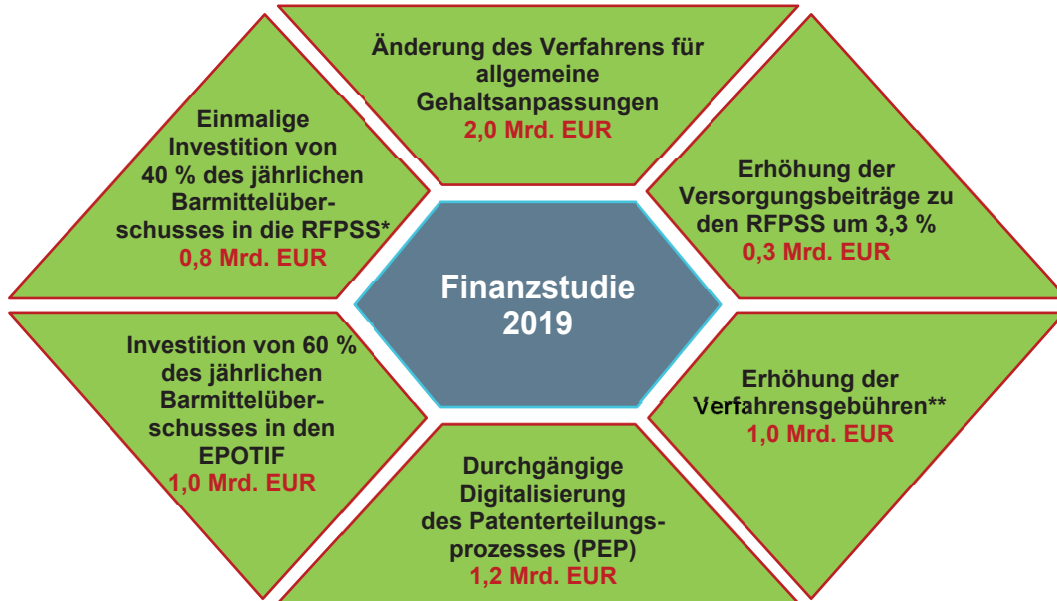 Änderung des Verfahrens für
allgemeine
Gehaltsanpassungen
2,0 Mrd. EUR
Einmalige
Investition von
40 % des jährlichen
Barmittelüber-
schusses in die RFPSS*
0,8 Mrd. EUR
Erhöhung der
Versorgungsbeiträge zu
den RFPSS um 3,3 %
0,3 Mrd. EUR
Finanzstudie
2019
Investition von 60 %
des jährlichen
Barmittelüber-
schusses in den
EPOTIF
1,0 Mrd. EUR
Erhöhung der
Verfahrensgebühren**
1,0 Mrd. EUR
Durchgängige
Digitalisierung
des Patenterteilungs-
prozesses (PEP)
1,2 Mrd. EUR